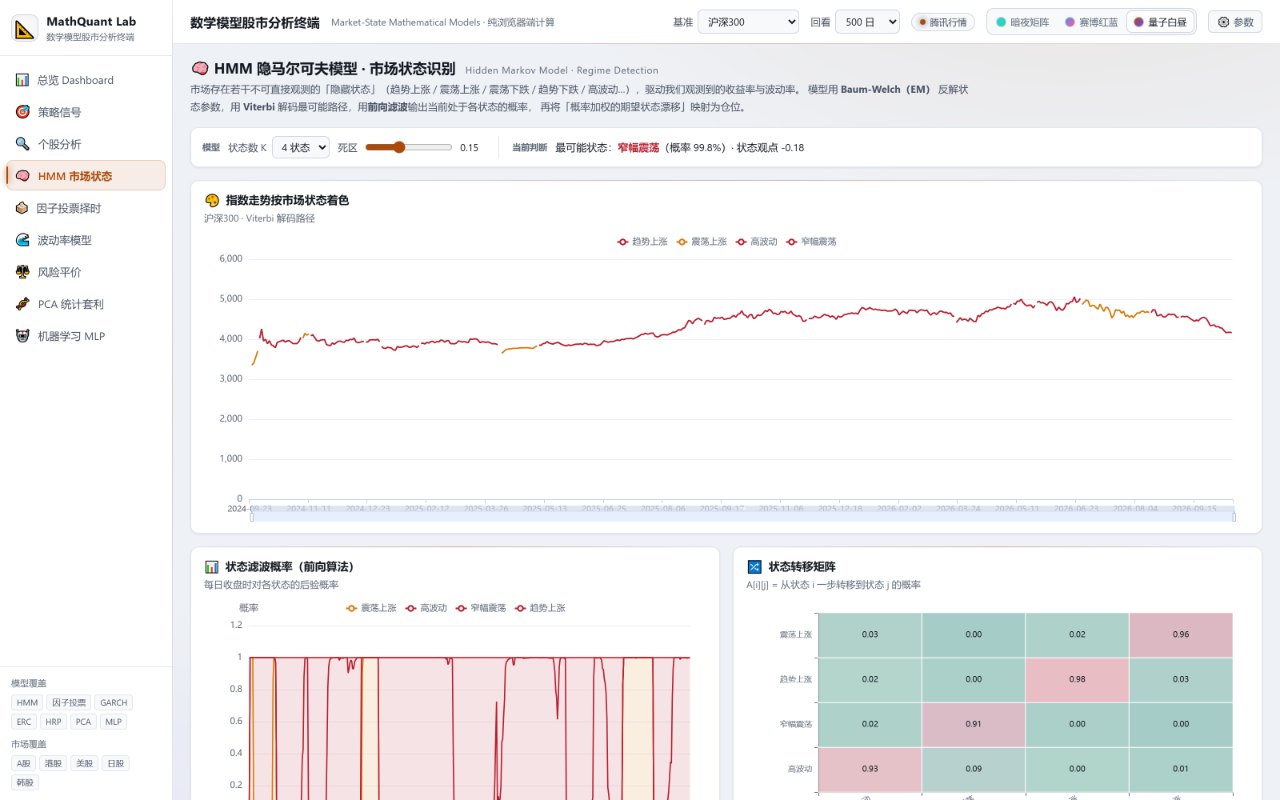 MathQuant Lab
数学模型股市分析终端
总览 Dashboard
策略信号
个股分析
HMM 市场状态
因子投票择时
波动率模型
风险平价
PCA 统计套利
机器学习 MLP
模型覆盖
HMM 因子投票 GARCH
ERC HRP PCA MLP
市场覆盖
A股 港股 美股 日股
韩股
数学模型股市分析终端 Market-State Mathematical Models · 纯浏览器端计算 基准 沪深300 回看 500 日 腾讯行情 暗夜矩阵 赛博红蓝 量子白昼 参数
HMM 隐马尔可夫模型 · 市场状态识别 Hidden Markov Model · Regime Detection
市场存在若干不可直接观测的「隐藏状态」（趋势上涨 / 震荡上涨 / 震荡下跌 / 趋势下跌 / 高波动…），驱动我们观测到的收益率与波动率。 模型用 Baum-Welch（EM） 反解状
态参数，用 Viterbi 解码最可能路径，用前向滤波输出当前处于各状态的概率， 再将「概率加权的期望状态漂移」映射为仓位。
模型 状态数 K 4 状态 死区 0.15 当前判断 最可能状态：窄幅震荡（概率 99.8%）· 状态观点 -0.18
指数走势按市场状态着色
沪深300 · Viterbi 解码路径
趋势上涨 震荡上涨 高波动 窄幅震荡
6,000
5,000
4,000
3,000
2,000
1,000
0
2024-09-23 2024-11-11 2024-12-23 2025-02-12 2025-03-26 2025-05-13 2025-06-25 2025-08-06 2025-09-17 2025-11-06 2025-12-18 2026-02-02 2026-03-24 2026-05-11 2026-06-23 2026-08-04 2026-09-15
状态滤波概率（前向算法）
每日收盘时对各状态的后验概率
概率 震荡上涨 高波动 窄幅震荡 趋势上涨
1.2
1
0.8
0.6
0.4
0.2
状态转移矩阵
A[i][j] = 从状态 i 一步转移到状态 j 的概率
震荡上涨 0.03 0.00 0.02 0.96
趋势上涨 0.02 0.00 0.98 0.03
窄幅震荡 0.02 0.91 0.00 0.00
高波动 0.93 0.09 0.00 0.01